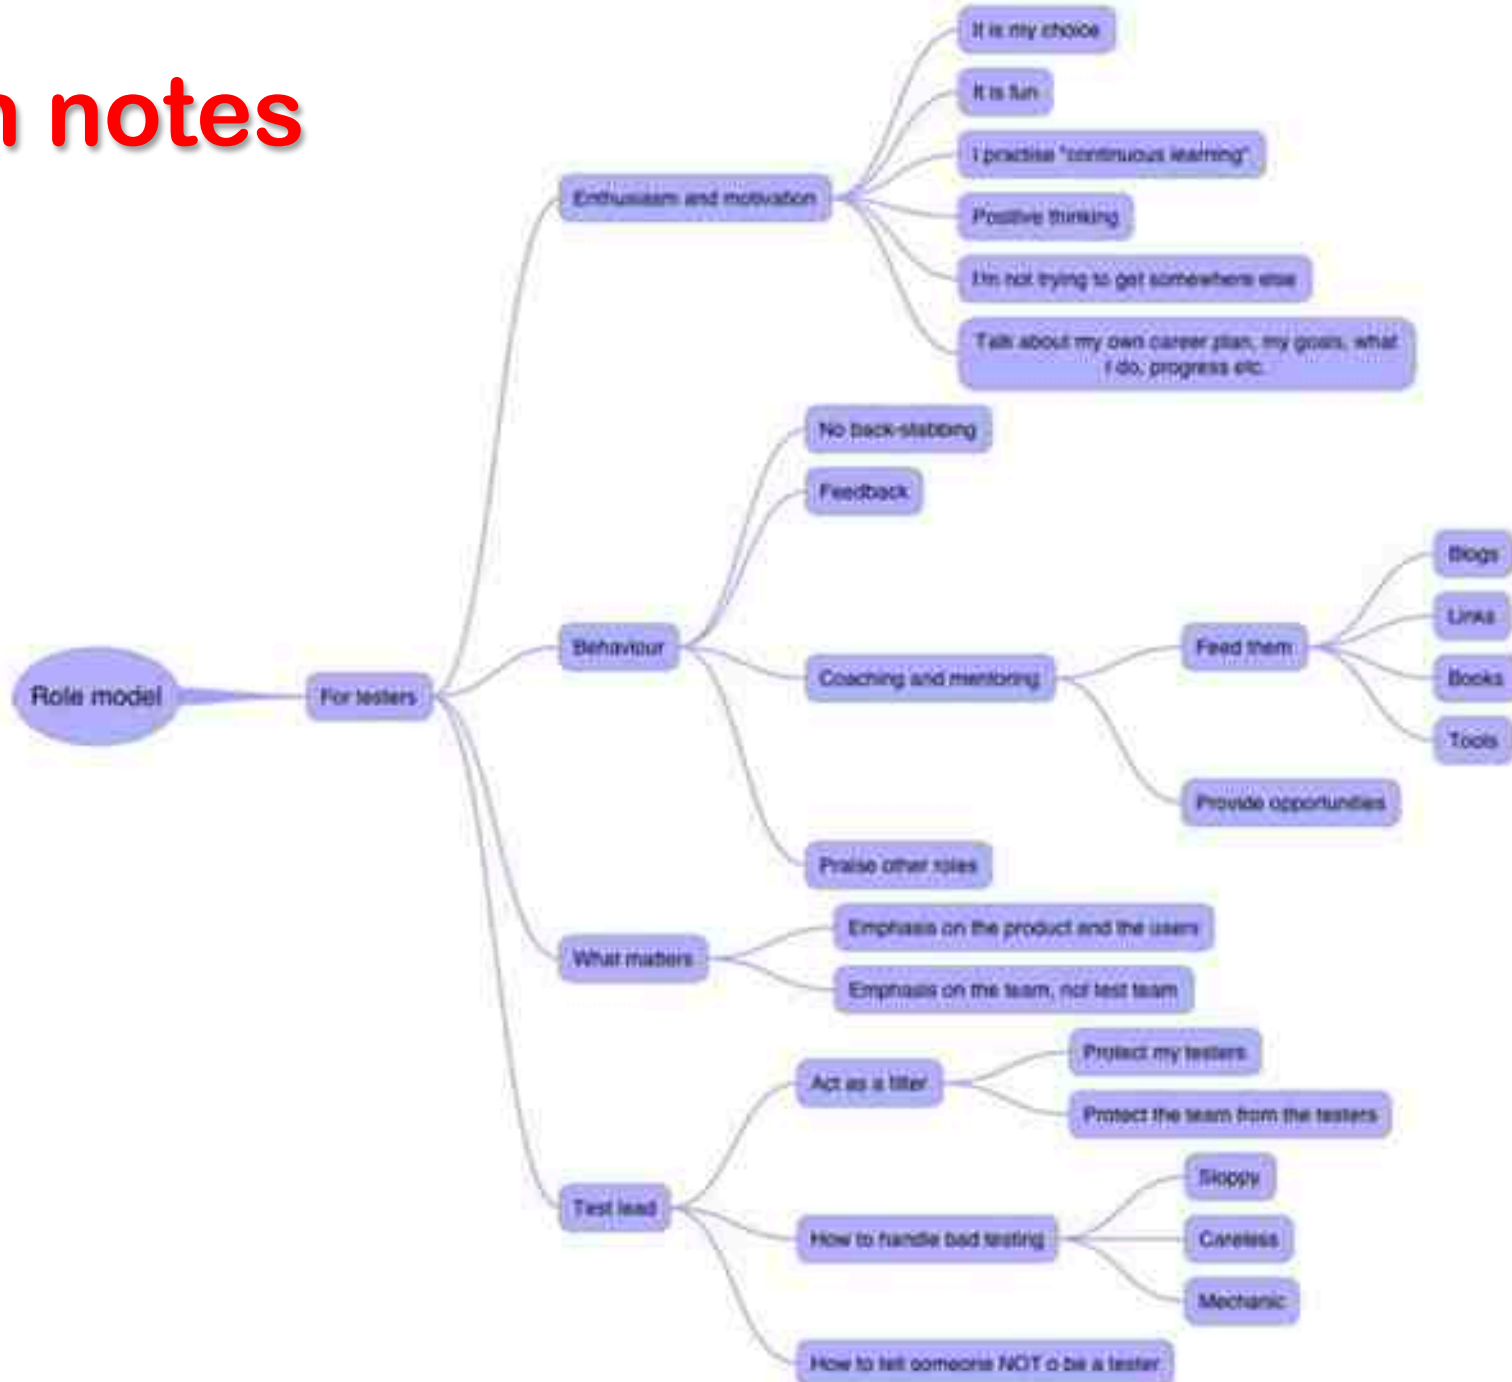 n notes
It is my choice
It is fun
I practise "continuous learning"
Enthusiasm and motivation
Positive thinking
I'm not trying to get somewhere else
Talk about my own career plan, my goals, what
I do, progress etc.
No back-stabbing
Feedback
Blogs
Links
Behaviour
Feed them
Coaching and mentoring
Books
Role model
For testers
Tools
Provide opportunities
Praise other roles
Emphasis on the product and the users
What matters
Emphasis on the team, not test team
Protect my testers
Act as a filter
Protect the team from the testers
Sloppy
Test lead
How to handle bad testing
Careless
Mechanic
How to tell someone NOT o be a tester